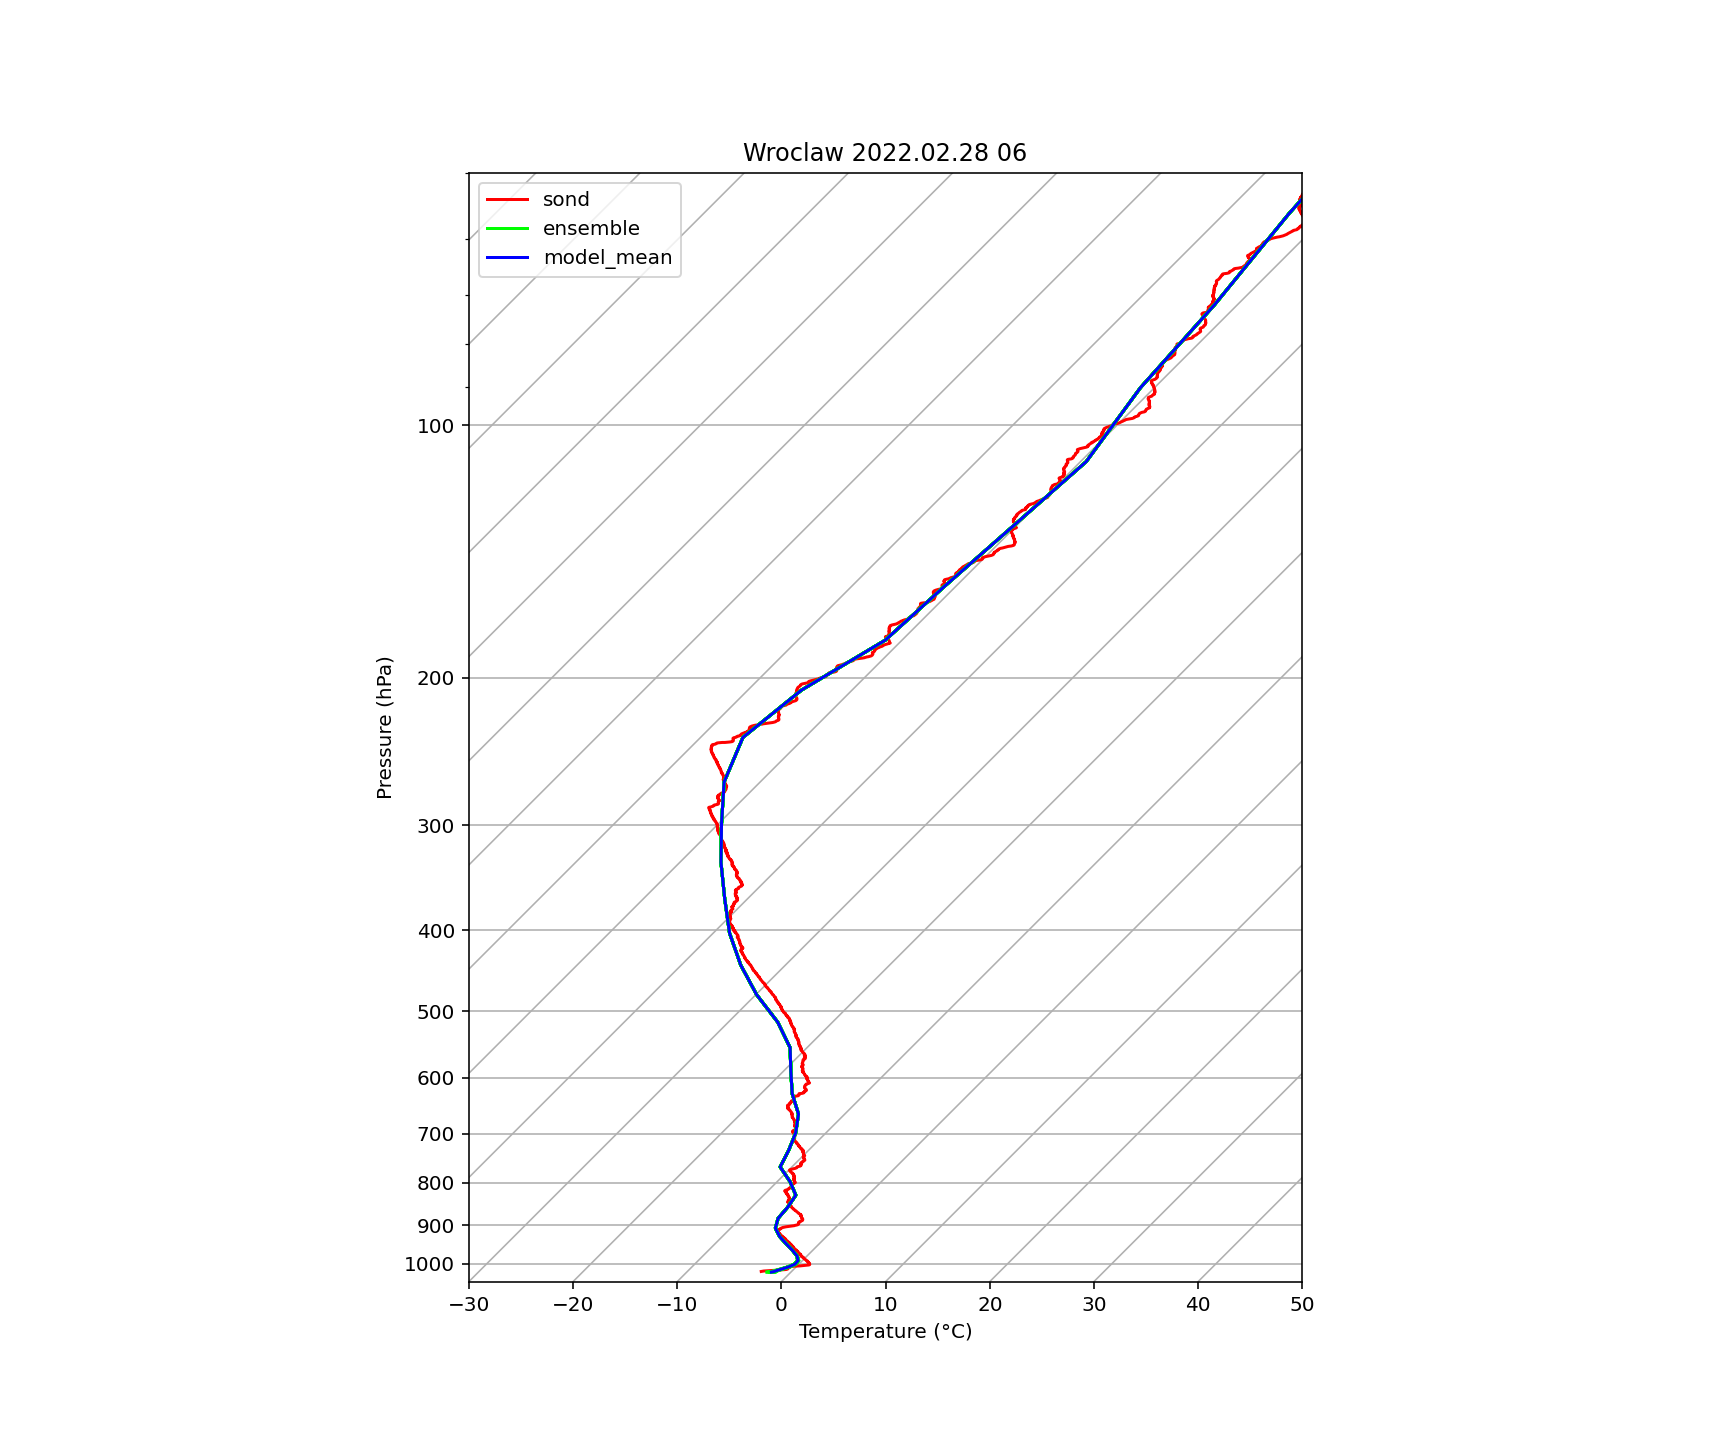 Wroclaw 2022.02.28 06
sond
ensemble
model_mean
Pressure (hPa)
100
200
300
400
500
600
700
800
900
1000
−30 −20 −10 0 10 20 30 40 50
Temperature (°C)